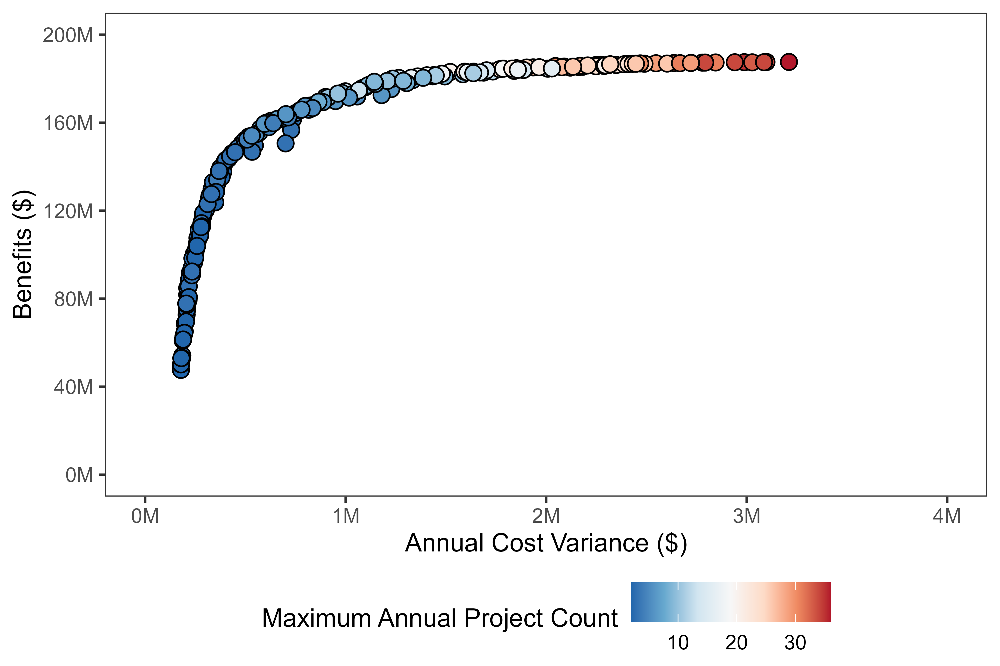 200M
160M
120M
80M
40M
0M
Benefits ($)
0M 1M 2M 3M 4M
Annual Cost Variance ($)
Maximum Annual Project Count
10 20 30